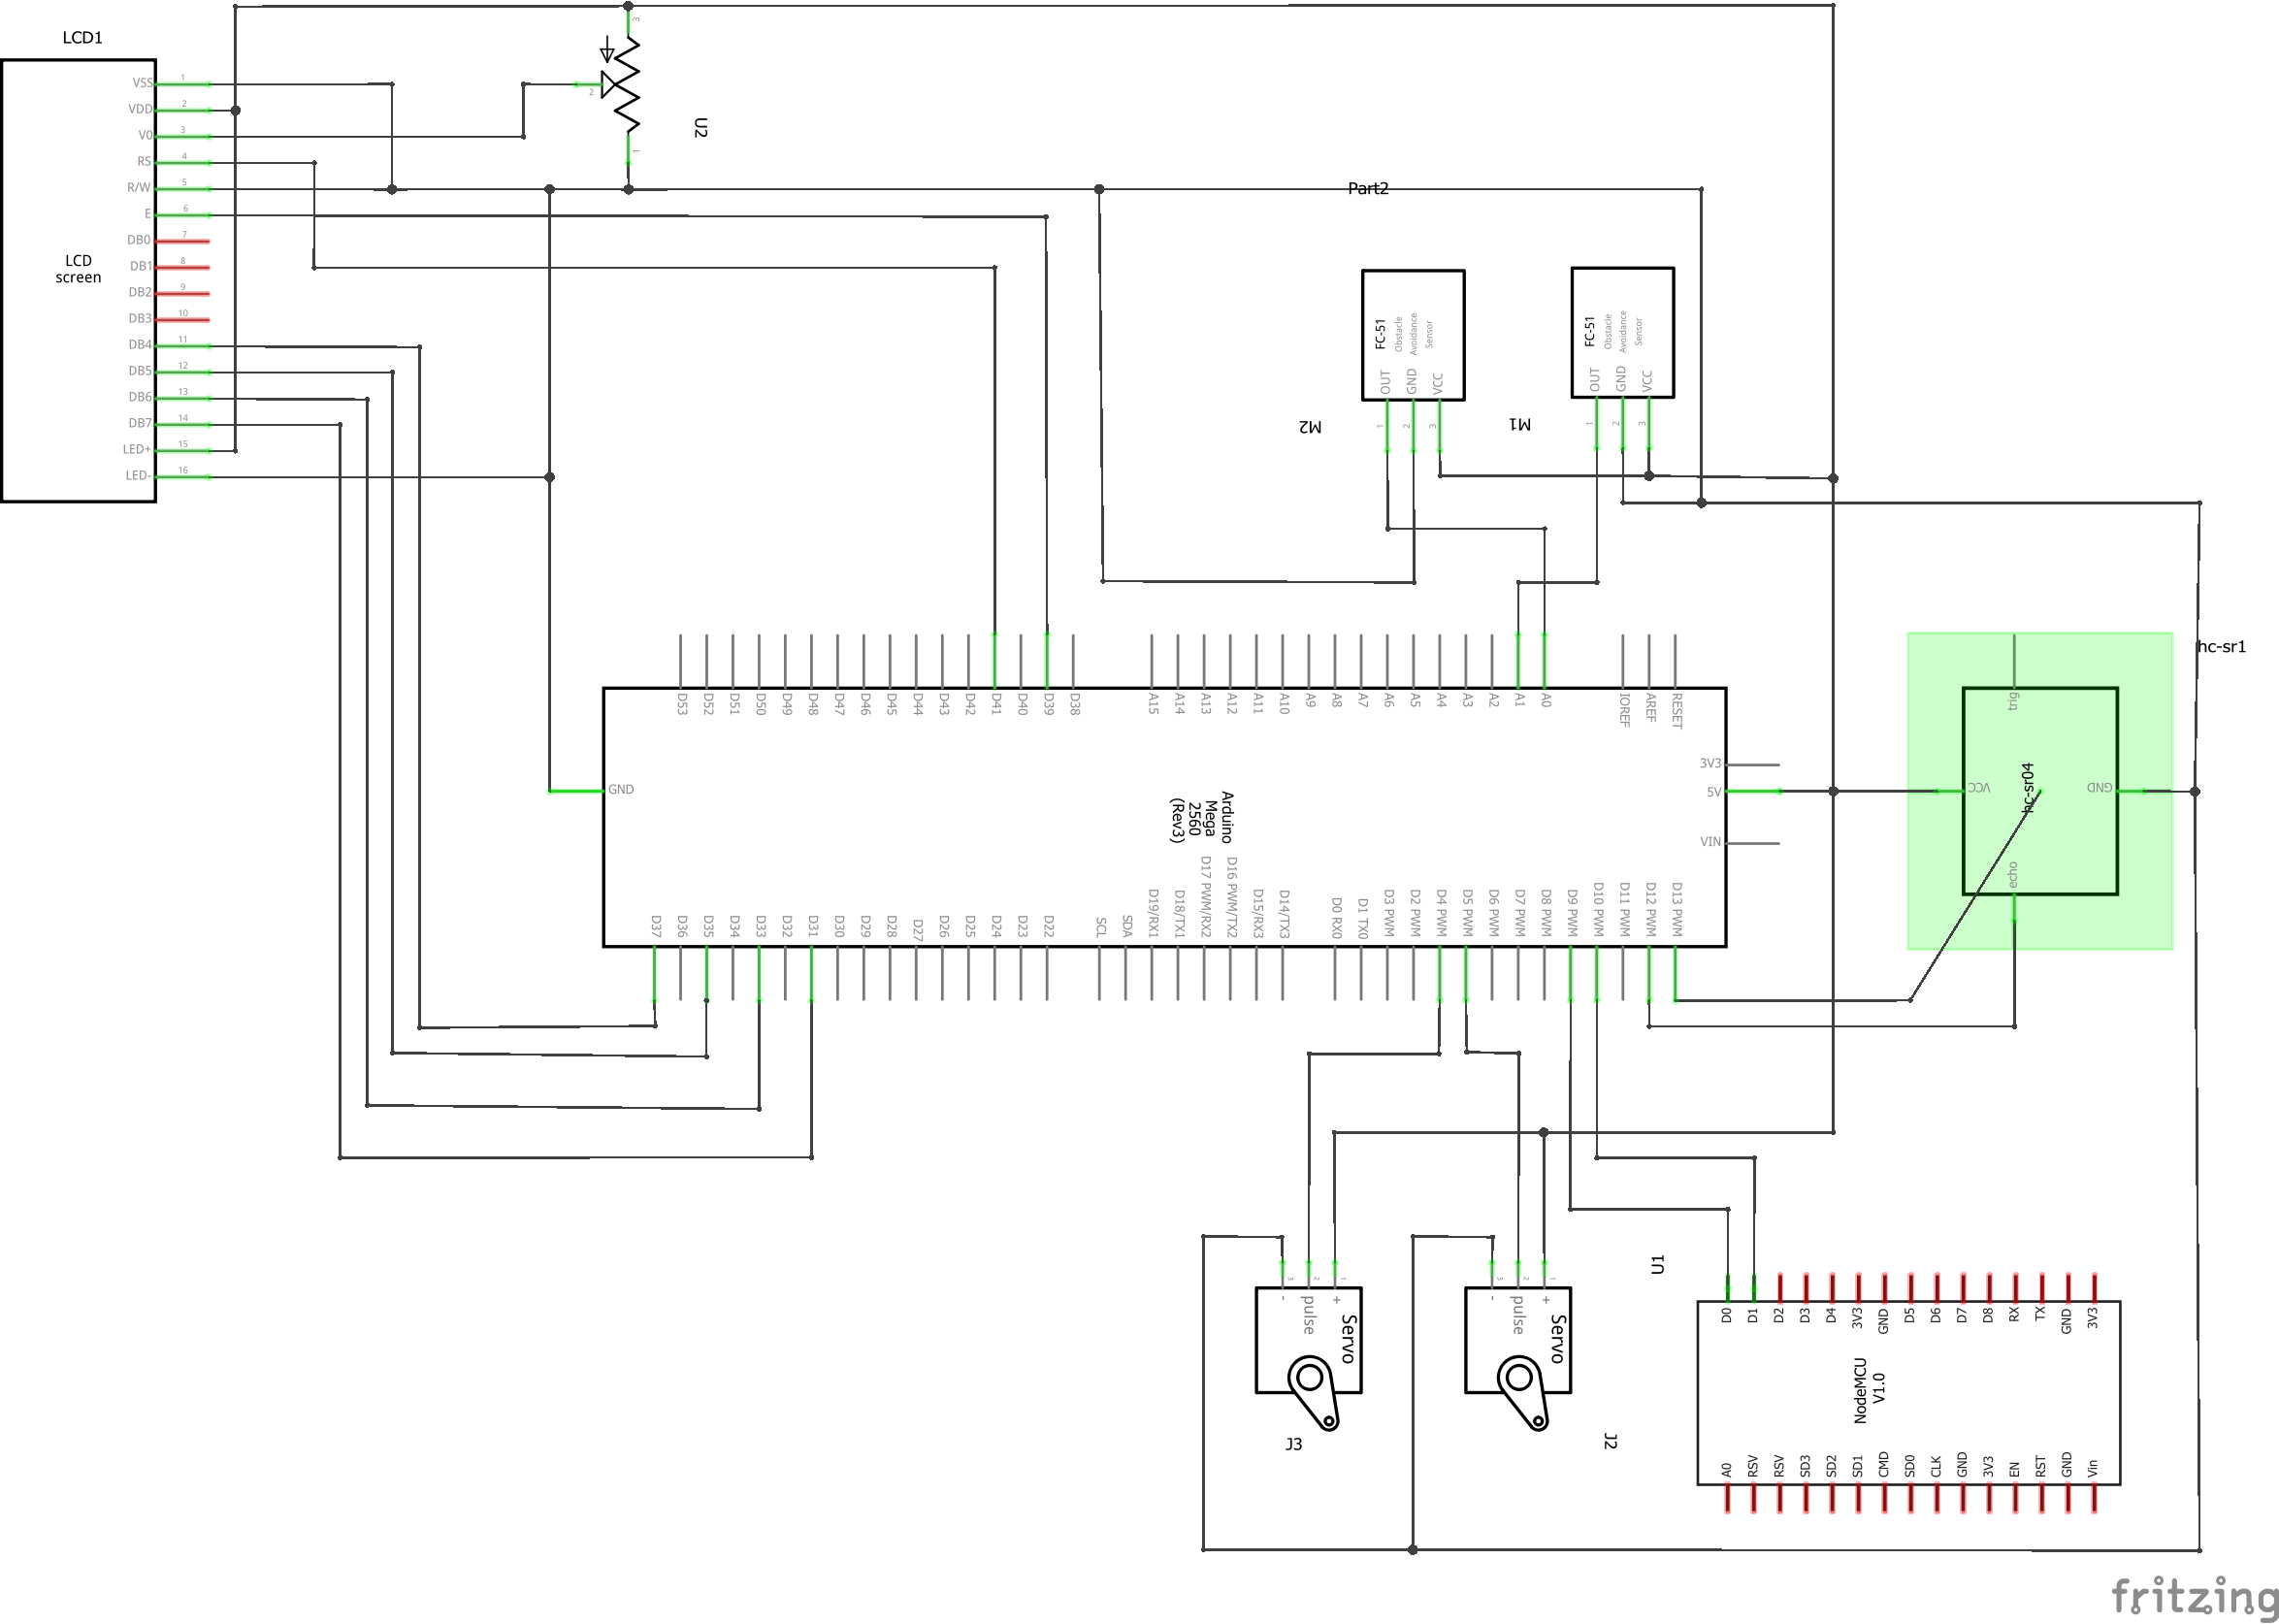 LCD1
VSS 1
VDD 2
V0 3
RS 4
R/W 5
E 6
DB0 7
DB1 8
DB2 9
DB3 10
DB4 11
DB5 12
DB6 13
DB7 14
LED+ 15
LED- 16
LCD
screen
3
2
1
U2
Part2
FC-51
Obstacle
Avoidance
Sensor
OUT
GND
VCC
1
2
3
M2
FC-51
Obstacle
Avoidance
Sensor
OUT
GND
VCC
1
2
3
M1
D53
D52
D51
D50
D49
D48
D47
D46
D45
D44
D43
D42
D41
D40
D39
D38
A15
A14
A13
A12
A11
A10
A9
A8
A7
A6
A5
A4
A3
A2
A1
A0
IOREF
AREF
RESET
3V3
5V
VIN
GND
Arduino
Mega
2560
(Rev3)
D37
D36
D35
D34
D33
D32
D31
D30
D29
D28
D27
D26
D25
D24
D23
D22
SCL
SDA
D19/RX1
D18/TX1
D17 PWM/RX2
D16 PWM/TX2
D15/RX3
D14/TX3
D0 RX0
D1 TX0
D3 PWM
D2 PWM
D4 PWM
D5 PWM
D6 PWM
D7 PWM
D8 PWM
D9 PWM
D10 PWM
D11 PWM
D12 PWM
D13 PWM
hc-sr1
trig
VCC
hc-sr04
GND
echo
3
2
1
-
pulse
+
Servo
J3
3
2
1
-
pulse
+
Servo
J2
U1
D0
D1
D2
D3
D4
3V3
GND
D5
D6
D7
D8
RX
TX
GND
3V3
NodeMCU
V1.0
A0
RSV
RSV
SD3
SD2
SD1
CMD
SD0
CLK
GND
3V3
EN
RST
GND
Vin
fritzing